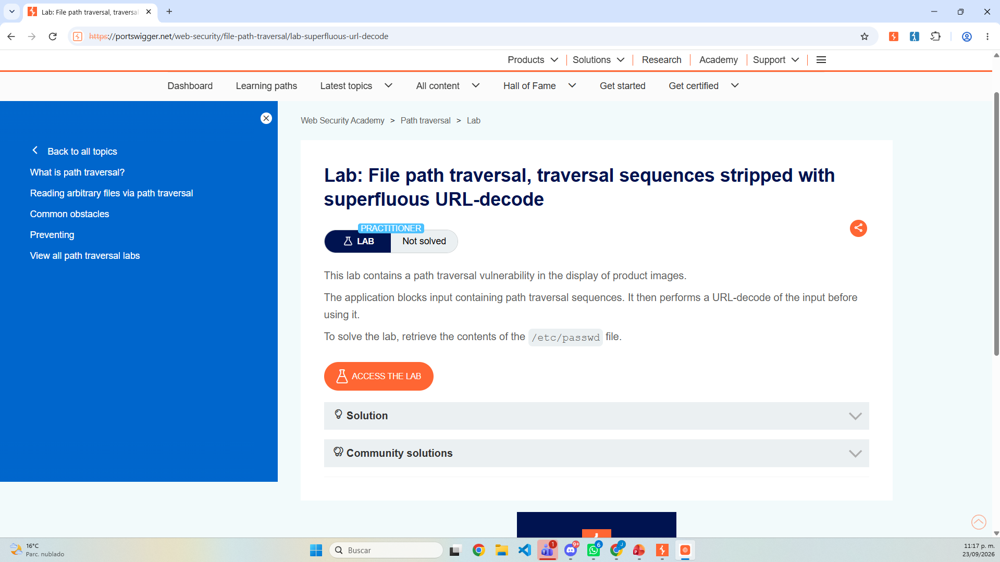 Lab: File path traversal, traversal
https://portswigger.net/web-security/file-path-traversal/lab-superfluous-url-decode
Products
Solutions
Research
Academy
Support
Dashboard
Learning paths
Latest topics
All content
Hall of Fame
Get started
Get certified
Back to all topics
What is path traversal?
Reading arbitrary files via path traversal
Common obstacles
Preventing
View all path traversal labs
Web Security Academy > Path traversal > Lab
Lab: File path traversal, traversal sequences stripped with
superfluous URL-decode
PRACTITIONER
LAB
Not solved
This lab contains a path traversal vulnerability in the display of product images.
The application blocks input containing path traversal sequences. It then performs a URL-decode of the input before
using it.
To solve the lab, retrieve the contents of the /etc/passwd file.
ACCESS THE LAB
Solution
Community solutions
16°C
Parc. nublado
Buscar
1
9+
6
J
11:17 p. m.
23/09/2026